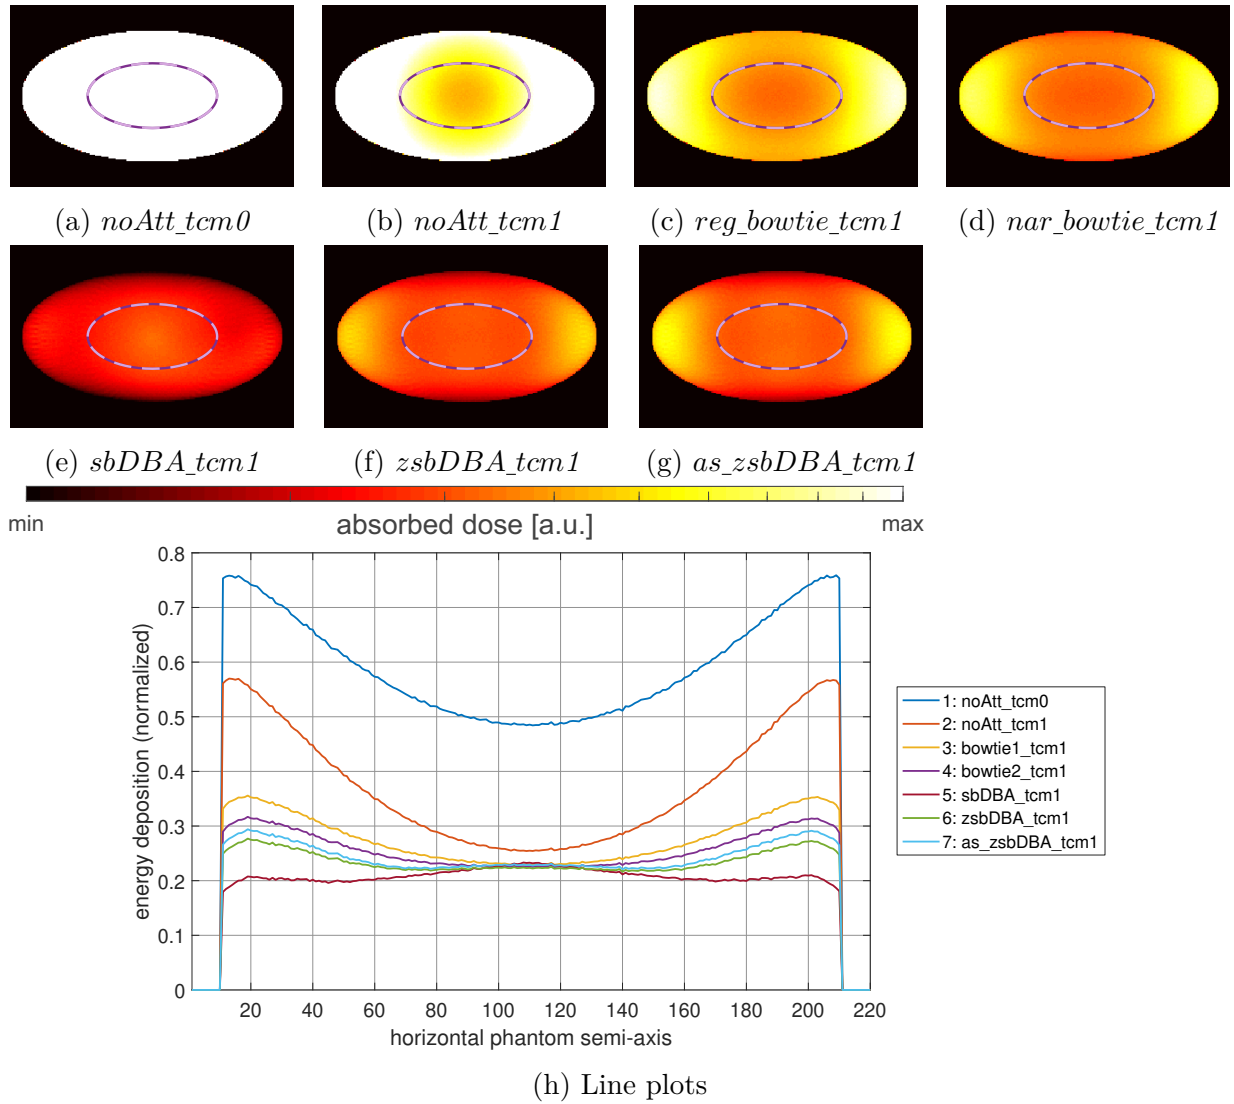 (a) noAtt_tcm0
(b) noAtt_tcm1
(c) reg_bowtie_tcm1
(d) nar_bowtie_tcm1
(e) sbDBA_tcm1
(f) zsbDBA_tcm1
(g) as_zsbDBA_tcm1
min
absorbed dose [a.u.]
max
energy deposition (normalized)
0.8
0.7
0.6
0.5
0.4
0.3
0.2
0.1
0
20
40
60
80
100
120
140
160
180
200
220
horizontal phantom semi-axis
1: noAtt_tcm0
2: noAtt_tcm1
3: bowtie1_tcm1
4: bowtie2_tcm1
5: sbDBA_tcm1
6: zsbDBA_tcm1
7: as_zsbDBA_tcm1
(h) Line plots